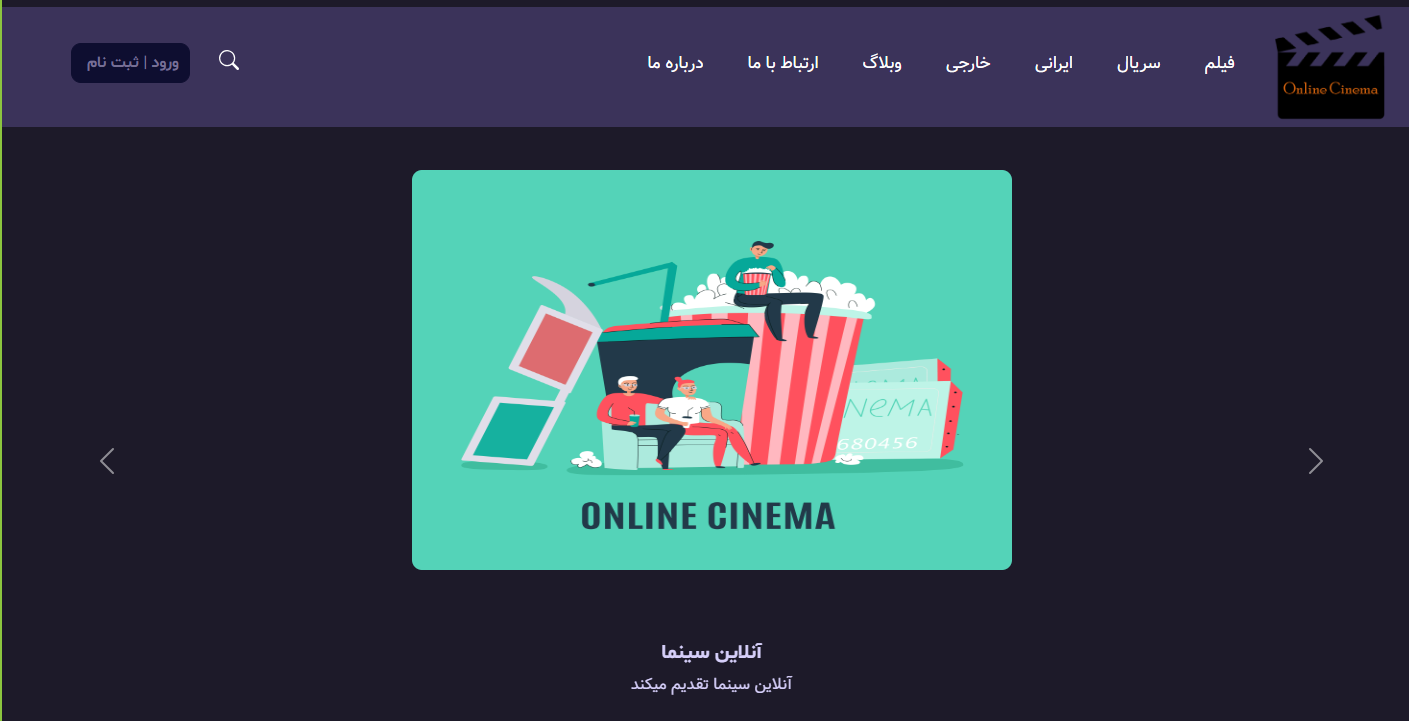 Online Cinema
فیلم
سریال
ایرانی
خارجی
وبلاگ
ارتباط با ما
درباره ما
ورود | ثبت نام
CINEMA
680456
ONLINE CINEMA
آنلاین سینما
آنلاین سینما تقدیم میکند